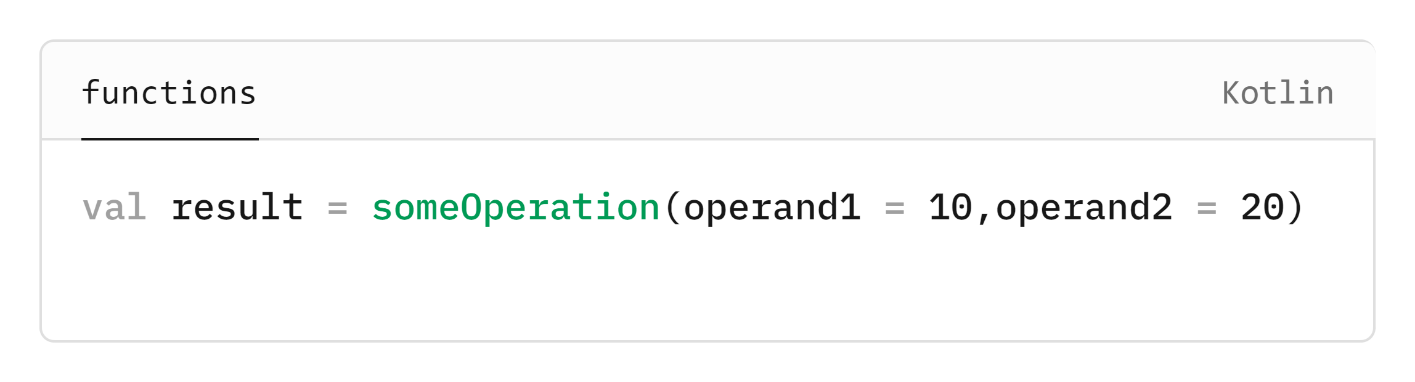 functions
Kotlin
val result = someOperation(operand1 = 10,operand2 = 20)